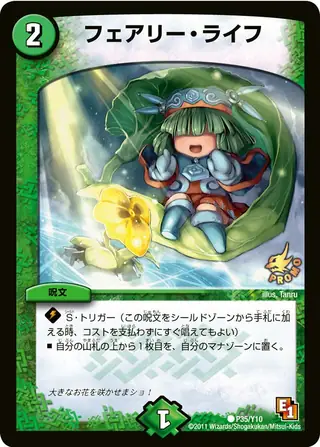 2
フェアリー・ライフ
PROMO
illus. Tanru
呪文
S・トリガー（この呪文をシールドゾーンから手札に加
える時、コストを支払わずにすぐ唱えてもよい）
■ 自分の山札の上から1枚目を、自分のマナゾーンに置く。
大きなお花を咲かせまショ！
1
E1
P35/Y10
©2011 Wizards/Shogakukan/Mitsui-Kids